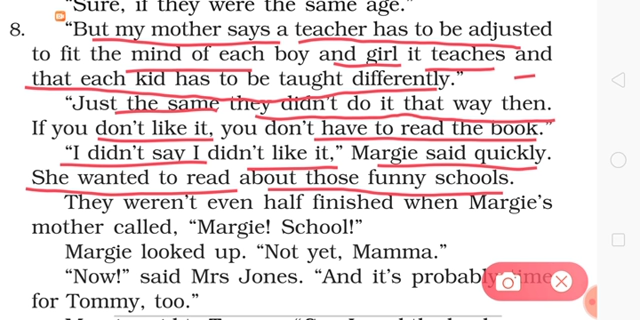 "Sure, if they were the same age."
8. "But my mother says a teacher has to be adjusted
to fit the mind of each boy and girl it teaches and
that each kid has to be taught differently."
"Just the same they didn't do it that way then.
If you don't like it, you don't have to read the book."
"I didn't say I didn't like it," Margie said quickly.
She wanted to read about those funny schools.
They weren't even half finished when Margie's
mother called, "Margie! School!"
Margie looked up. "Not yet, Mamma."
"Now!" said Mrs Jones. "And it's probably time
for Tommy, too."